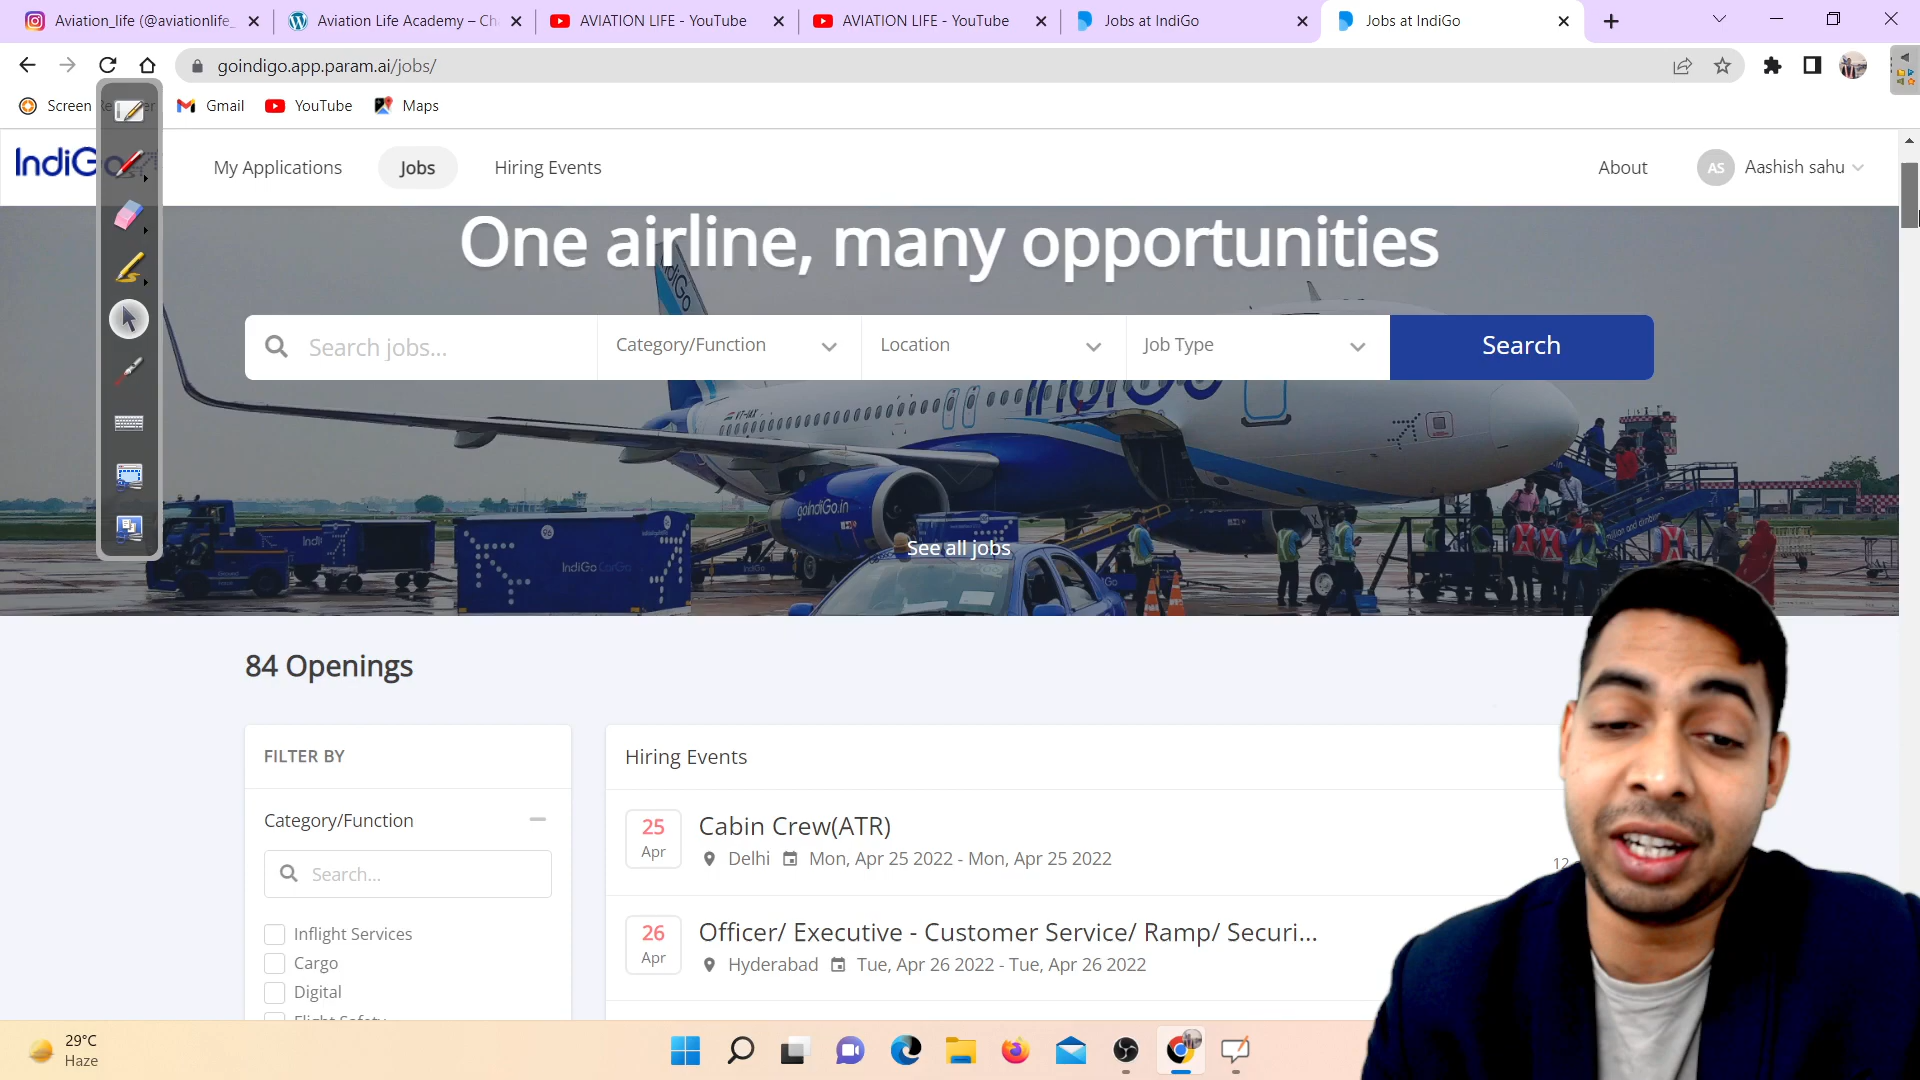 Aviation_life (@aviationlife_
Aviation Life Academy – Ch
AVIATION LIFE - YouTube
AVIATION LIFE - YouTube
Jobs at IndiGo
Jobs at IndiGo
goindigo.app.param.ai/jobs/
Screen
Gmail
YouTube
Maps
IndiGo
My Applications
Jobs
Hiring Events
About
AS
Aashish sahu
One airline, many opportunities
Search jobs...
Category/Function
Location
Job Type
Search
See all jobs
84 Openings
FILTER BY
Category/Function
Search...
Inflight Services
Cargo
Digital
Flight Safety
Hiring Events
25
Apr
Cabin Crew(ATR)
Delhi
Mon, Apr 25 2022 - Mon, Apr 25 2022
12
26
Apr
Officer/ Executive - Customer Service/ Ramp/ Securi...
Hyderabad
Tue, Apr 26 2022 - Tue, Apr 26 2022
29°C
Haze